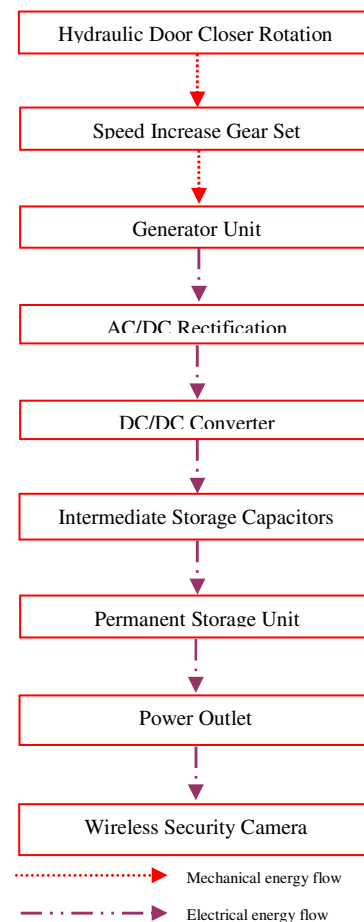 Hydraulic Door Closer Rotation
Speed Increase Gear Set
Generator Unit
AC/DC Rectification
DC/DC Converter
Intermediate Storage Capacitors
Permanent Storage Unit
Power Outlet
Wireless Security Camera
Mechanical energy flow
Electrical energy flow